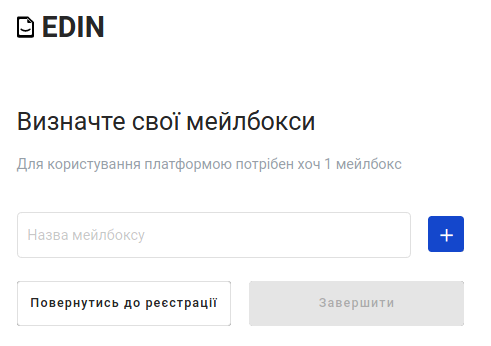 EDIN
Визначте свої мейлбокси
Для користування платформою потрібен хоч 1 мейлбокс
Назва мейлбоксу
+
Повернутись до реєстрації
Завершити